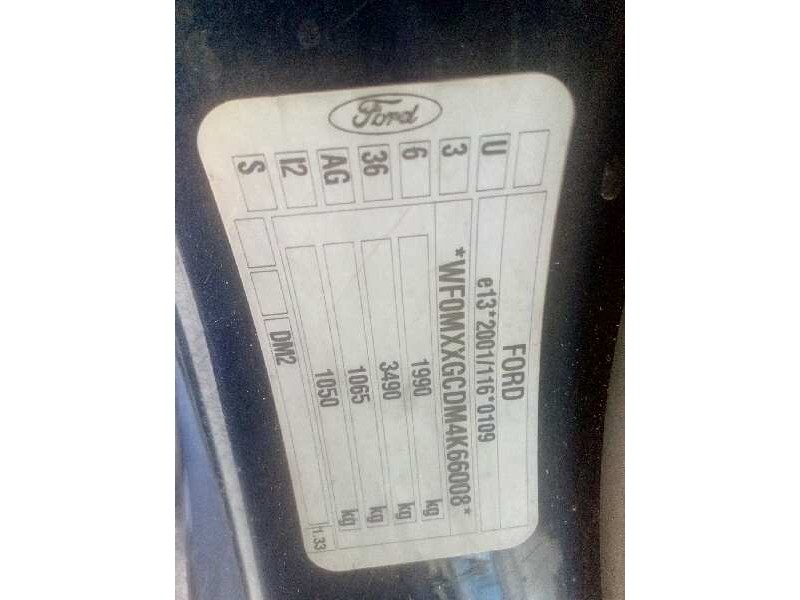 Ford
FORD
e13*2001/116*0109
*WF0MXXGCDM4K66008*
1990 kg
3490 kg
1065 kg
1050 kg
DM2
U
3
6
36
AG
I2
S
1.33